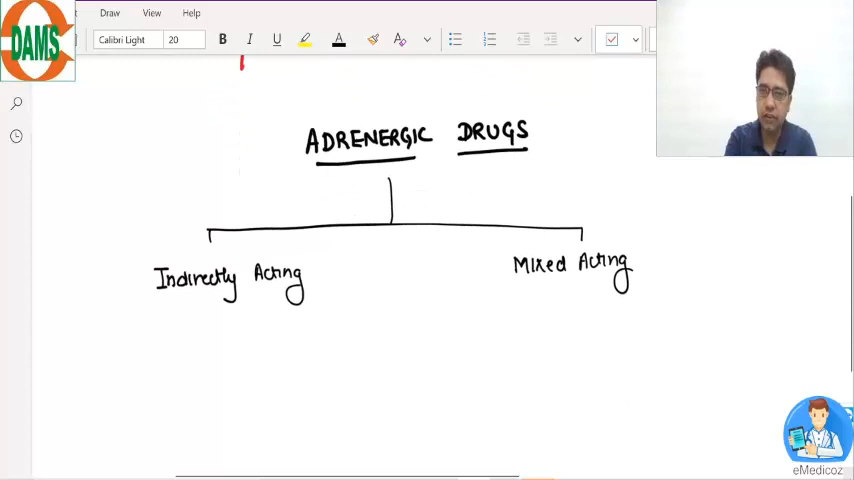 Draw View Help
DAMS
Calibri Light 20 B I U A A
ADRENERGIC DRUGS
Indirectly Acting Mixed Acting
eMedicoz